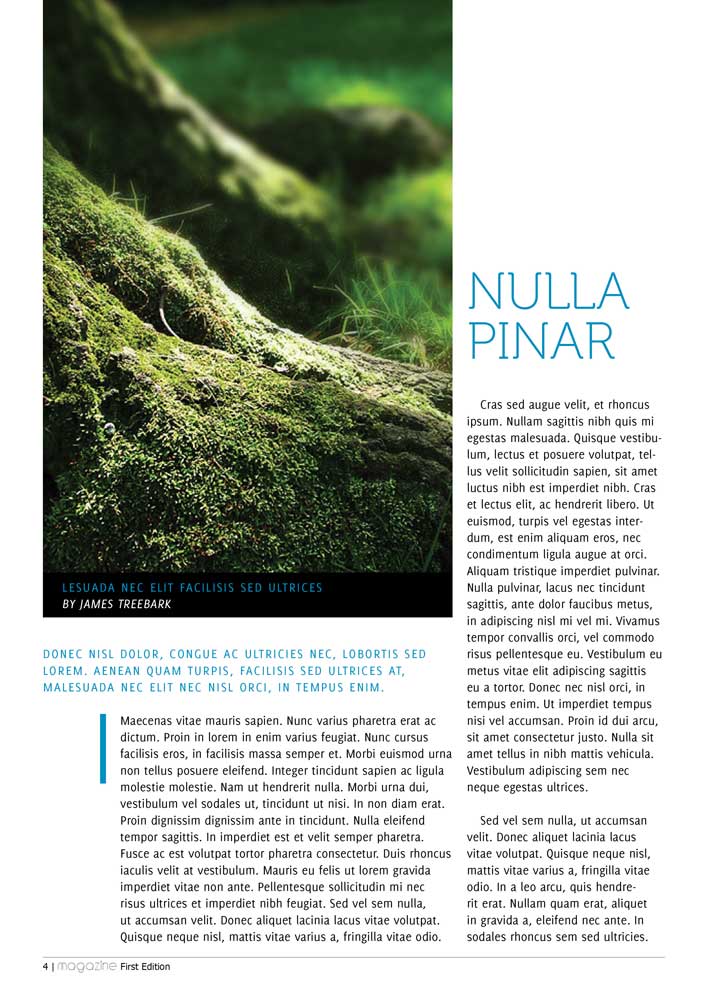 LESUADA NEC ELIT FACILISIS SED ULTRICES
BY JAMES TREEBARK
DONEC NISL DOLOR, CONGUE AC ULTRICIES NEC, LOBORTIS SED
LOREM. AENEAN QUAM TURPIS, FACILISIS SED ULTRICES AT,
MALESUADA NEC ELIT NEC NISL ORCI, IN TEMPUS ENIM.
Maecenas vitae mauris sapien. Nunc varius pharetra erat ac
dictum. Proin in lorem in enim varius feugiat. Nunc cursus
facilisis eros, in facilisis massa semper et. Morbi euismod urna
non tellus posuere eleifend. Integer tincidunt sapien ac ligula
molestie molestie. Nam ut hendrerit nulla. Morbi urna dui,
vestibulum vel sodales ut, tincidunt ut nisi. In non diam erat.
Proin dignissim dignissim ante in tincidunt. Nulla eleifend
tempor sagittis. In imperdiet est et velit semper pharetra.
Fusce ac est volutpat tortor pharetra consectetur. Duis rhoncus
iaculis velit at vestibulum. Mauris eu felis ut lorem gravida
imperdiet vitae non ante. Pellentesque sollicitudin mi nec
risus ultrices et imperdiet nibh feugiat. Sed vel sem nulla,
ut accumsan velit. Donec aliquet lacinia lacus vitae volutpat.
Quisque neque nisl, mattis vitae varius a, fringilla vitae odio.
NULLA
PINAR
Cras sed augue velit, et rhoncus
ipsum. Nullam sagittis nibh quis mi
egestas malesuada. Quisque vestibu-
lum, lectus et posuere volutpat, tel-
lus velit sollicitudin sapien, sit amet
luctus nibh est imperdiet nibh. Cras
et lectus elit, ac hendrerit libero. Ut
euismod, turpis vel egestas inter-
dum, est enim aliquam eros, nec
condimentum ligula augue at orci.
Aliquam tristique imperdiet pulvinar.
Nulla pulvinar, lacus nec tincidunt
sagittis, ante dolor faucibus metus,
in adipiscing nisl mi vel mi. Vivamus
tempor convallis orci, vel commodo
risus pellentesque eu. Vestibulum eu
metus vitae elit adipiscing sagittis
eu a tortor. Donec nec nisl orci, in
tempus enim. Ut imperdiet tempus
nisi vel accumsan. Proin id dui arcu,
sit amet consectetur justo. Nulla sit
amet tellus in nibh mattis vehicula.
Vestibulum adipiscing sem nec
neque egestas ultrices.
Sed vel sem nulla, ut accumsan
velit. Donec aliquet lacinia lacus
vitae volutpat. Quisque neque nisl,
mattis vitae varius a, fringilla vitae
odio. In a leo arcu, quis hendre-
rit erat. Nullam quam erat, aliquet
in gravida a, eleifend nec ante. In
sodales rhoncus sem sed ultricies.
4 | magazine First Edition